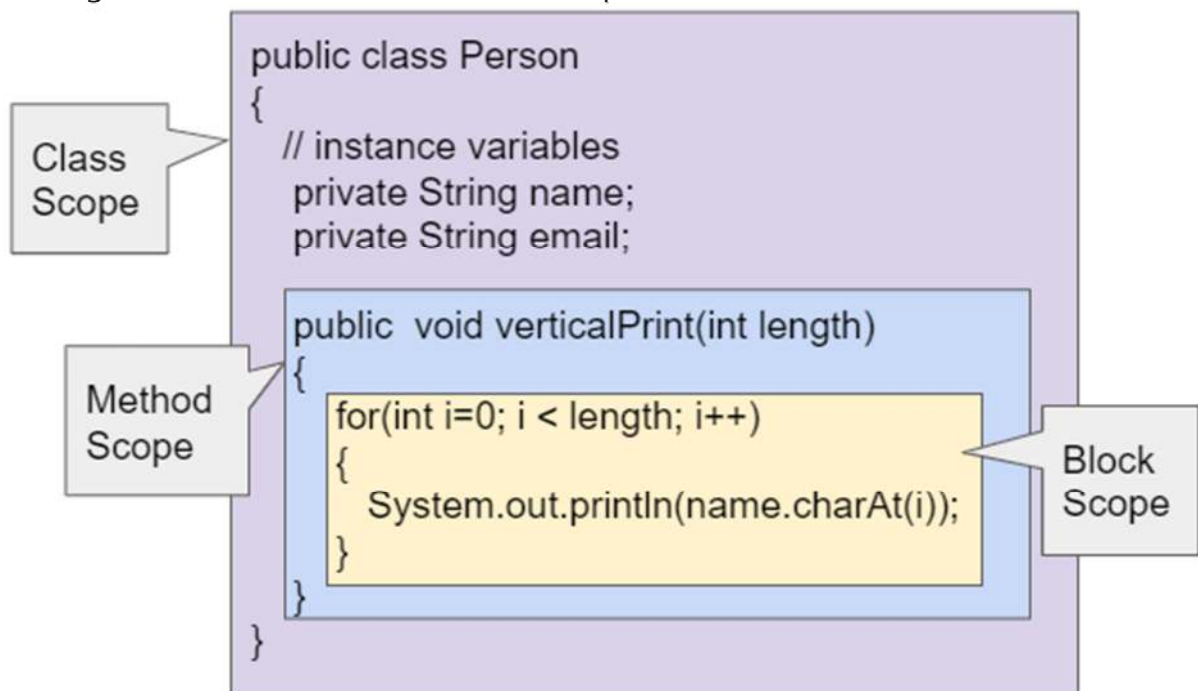 public class Person
{
// instance variables
private String name;
private String email;
Class
Scope
public  void verticalPrint(int length)
{
for(int i=0; i < length; i++)
{
System.out.println(name.charAt(i));
}
}
}
Method
Scope
Block
Scope